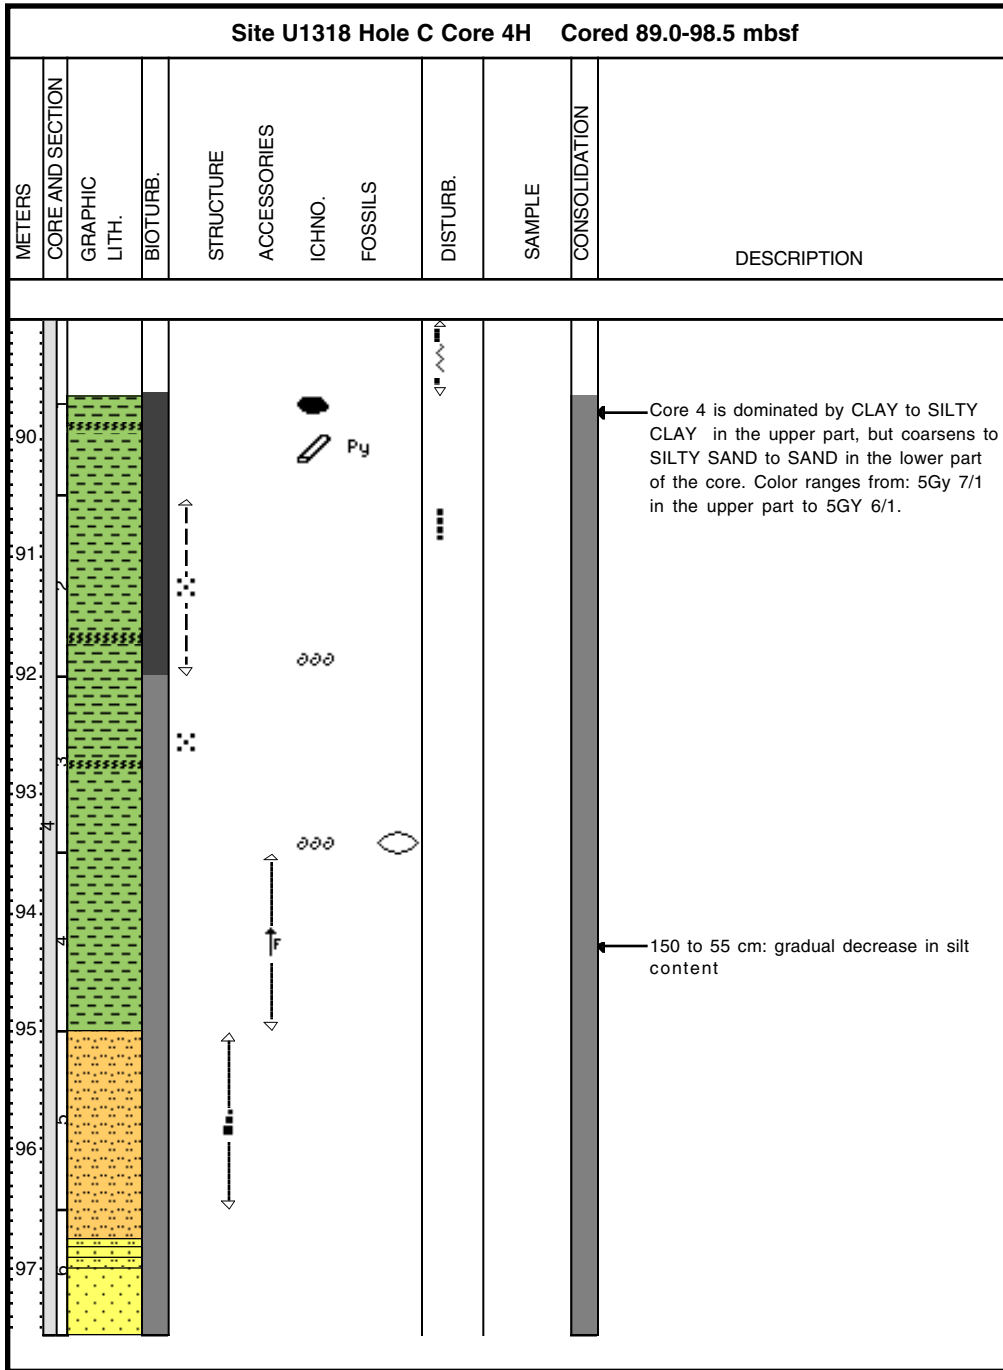 Site U1318 Hole C Core 4H Cored 89.0-98.5 mbsf
METERS
CORE AND SECTION
GRAPHIC
LITH.
BIOTURB.
STRUCTURE
ACCESSORIES
ICHNO.
FOSSILS
DISTURB.
SAMPLE
CONSOLIDATION
DESCRIPTION
Core 4 is dominated by CLAY to SILTY
CLAY in the upper part, but coarsens to
SILTY SAND to SAND in the lower part
of the core. Color ranges from: 5Gy 7/1
in the upper part to 5GY 6/1.
90
Py
91
2
92
3
93
4
94
4
F
150 to 55 cm: gradual decrease in silt
content
95
5
96
97
6